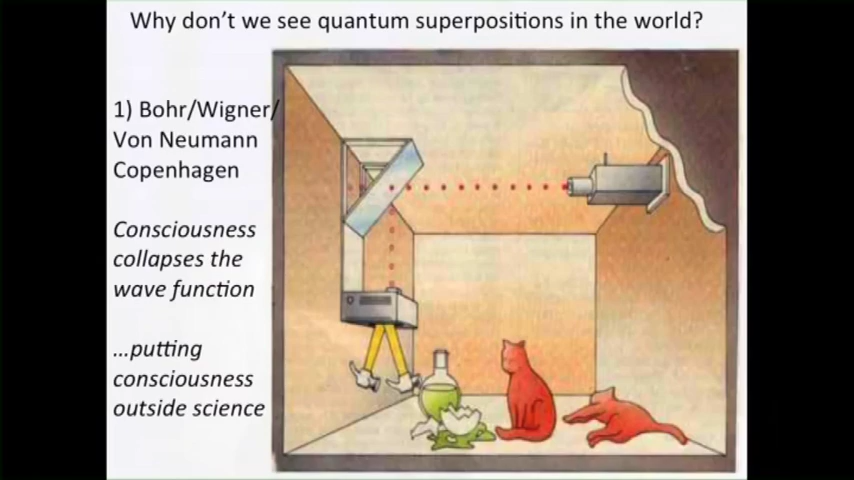 Why don't we see quantum superpositions in the world?
1) Bohr/Wigner/
Von Neumann
Copenhagen
Consciousness
collapses the
wave function
...putting
consciousness
outside science